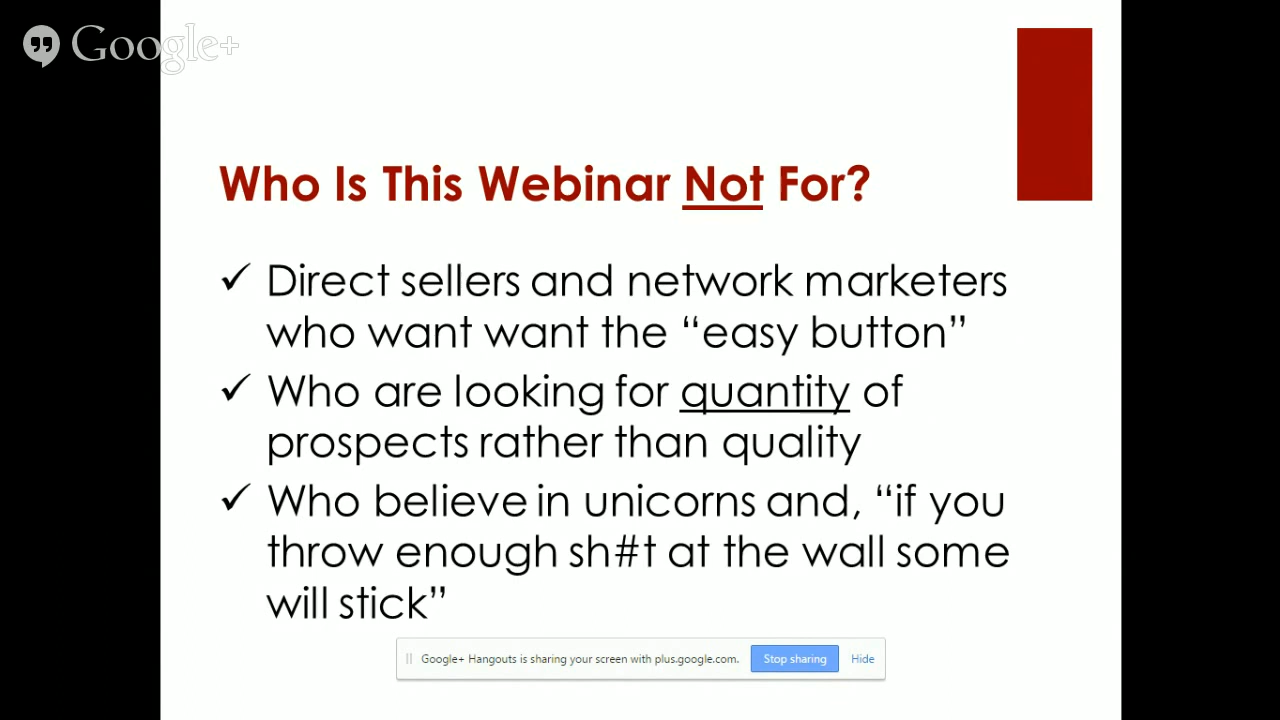 Google+
Who Is This Webinar Not For?
✓ Direct sellers and network marketers
who want want the “easy button”
✓ Who are looking for quantity of
prospects rather than quality
✓ Who believe in unicorns and, “if you
throw enough sh#t at the wall some
will stick”
Google+ Hangouts is sharing your screen with plus.google.com. Stop sharing Hide